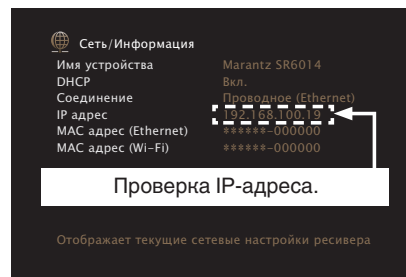 Сеть/Информация
Имя устройства Marantz SR6014
DHCP Вкл.
Соединение Проводное (Ethernet)
IP адрес 192.168.100.19
MAC адрес (Ethernet) ******-000000
MAC адрес (Wi-Fi) ******-000000
Проверка IP-адреса.
Отображает текущие сетевые настройки ресивера